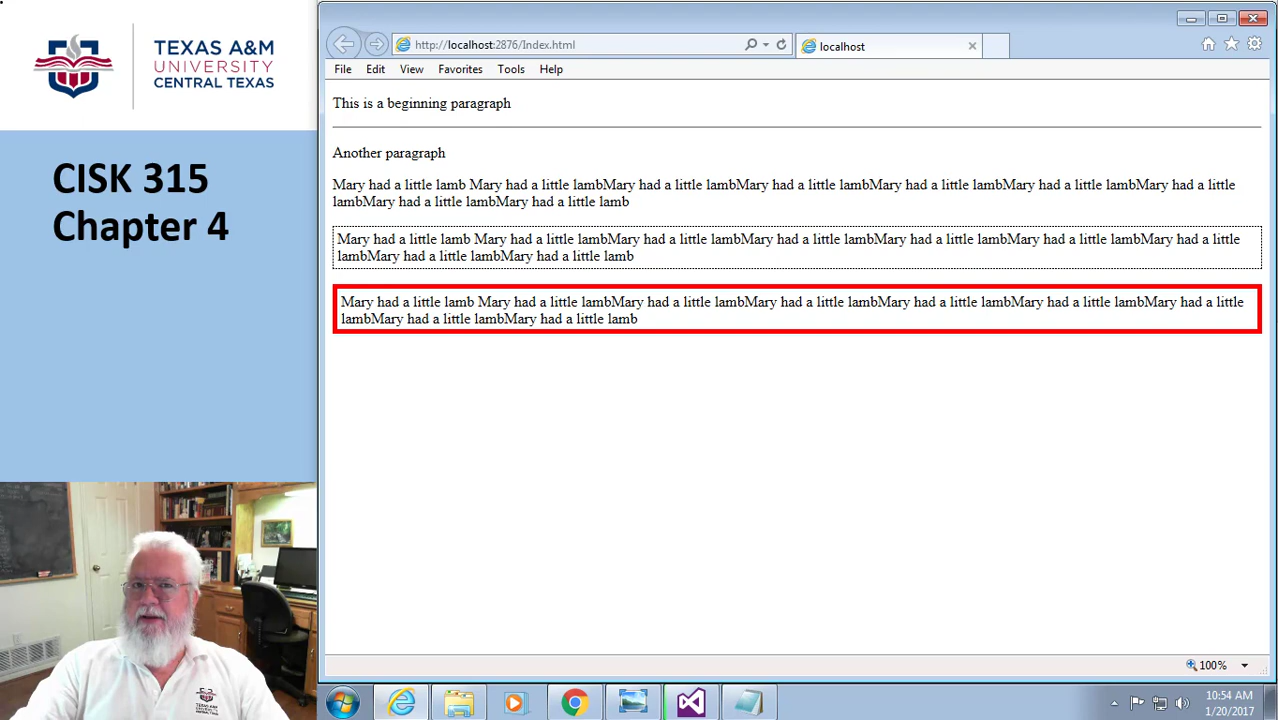 TEXAS A&M
UNIVERSITY
CENTRAL TEXAS
CISK 315
Chapter 4
http://localhost:2876/Index.html
localhost
File Edit View Favorites Tools Help
This is a beginning paragraph
Another paragraph
Mary had a little lamb Mary had a little lambMary had a little lambMary had a little lambMary had a little lambMary had a little lambMary had a little
lambMary had a little lambMary had a little lamb
Mary had a little lamb Mary had a little lambMary had a little lambMary had a little lambMary had a little lambMary had a little lambMary had a little
lambMary had a little lambMary had a little lamb
Mary had a little lamb Mary had a little lambMary had a little lambMary had a little lambMary had a little lambMary had a little lambMary had a little
lambMary had a little lambMary had a little lamb
100%
10:54 AM
1/20/2017